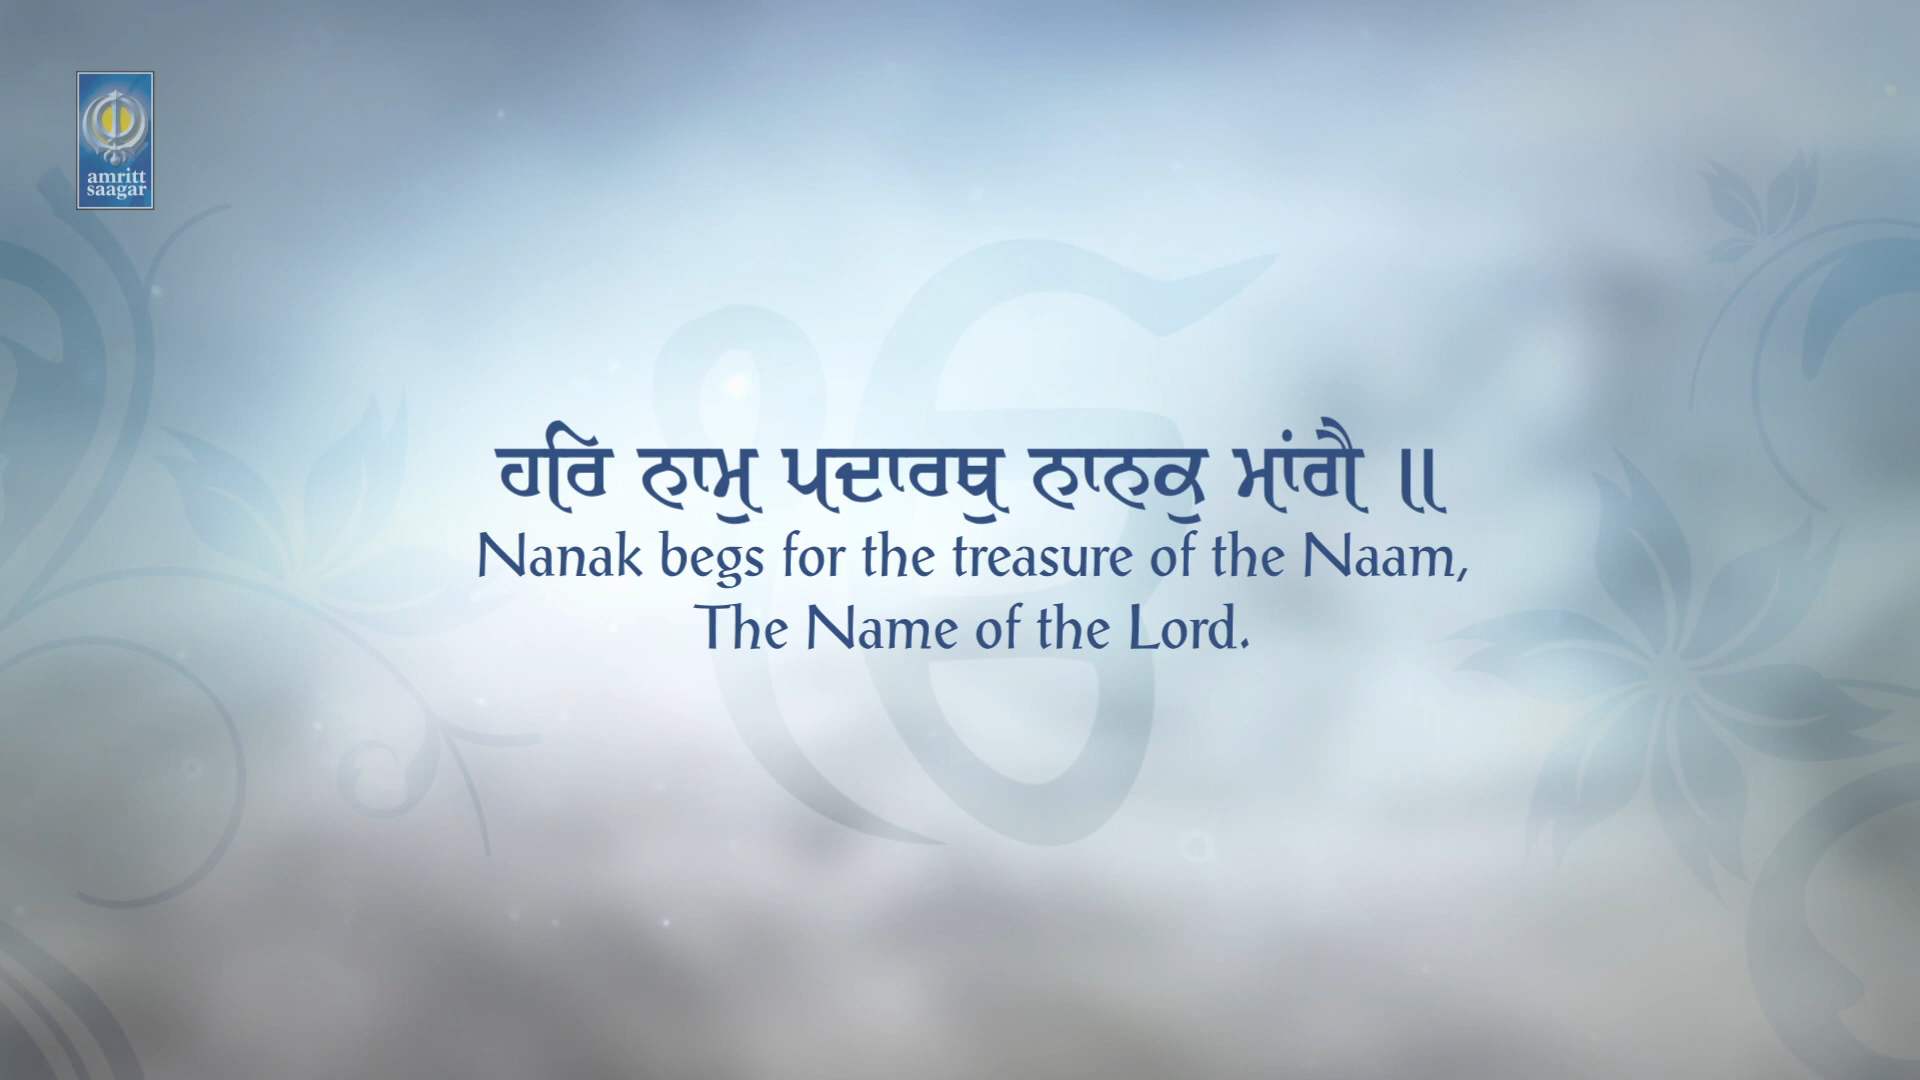 amritt
saagar
ਹਰਿ ਨਾਮੁ ਪਦਾਰਥੁ ਨਾਨਕੁ ਮਾਂਗੈ ॥
Nanak begs for the treasure of the Naam,
The Name of the Lord.